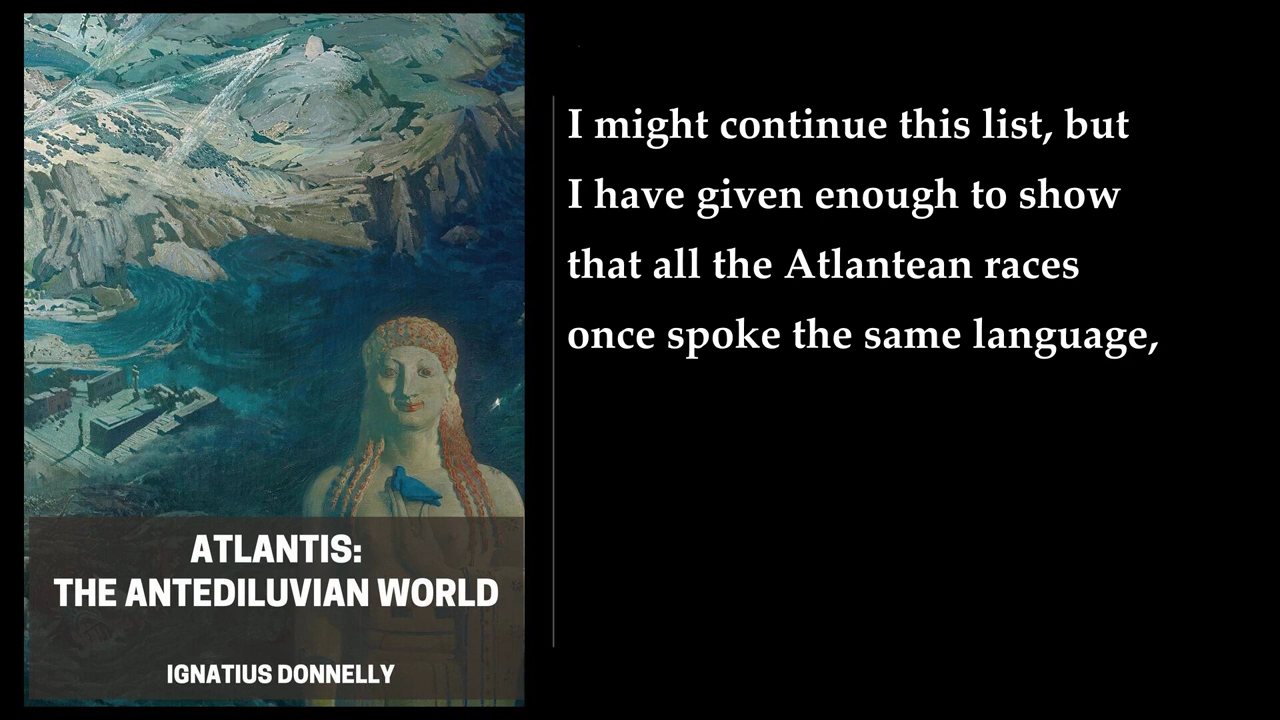 I might continue this list, but
I have given enough to show
that all the Atlantean races
once spoke the same language,
ATLANTIS:
THE ANTEDILUVIAN WORLD
IGNATIUS DONNELLY